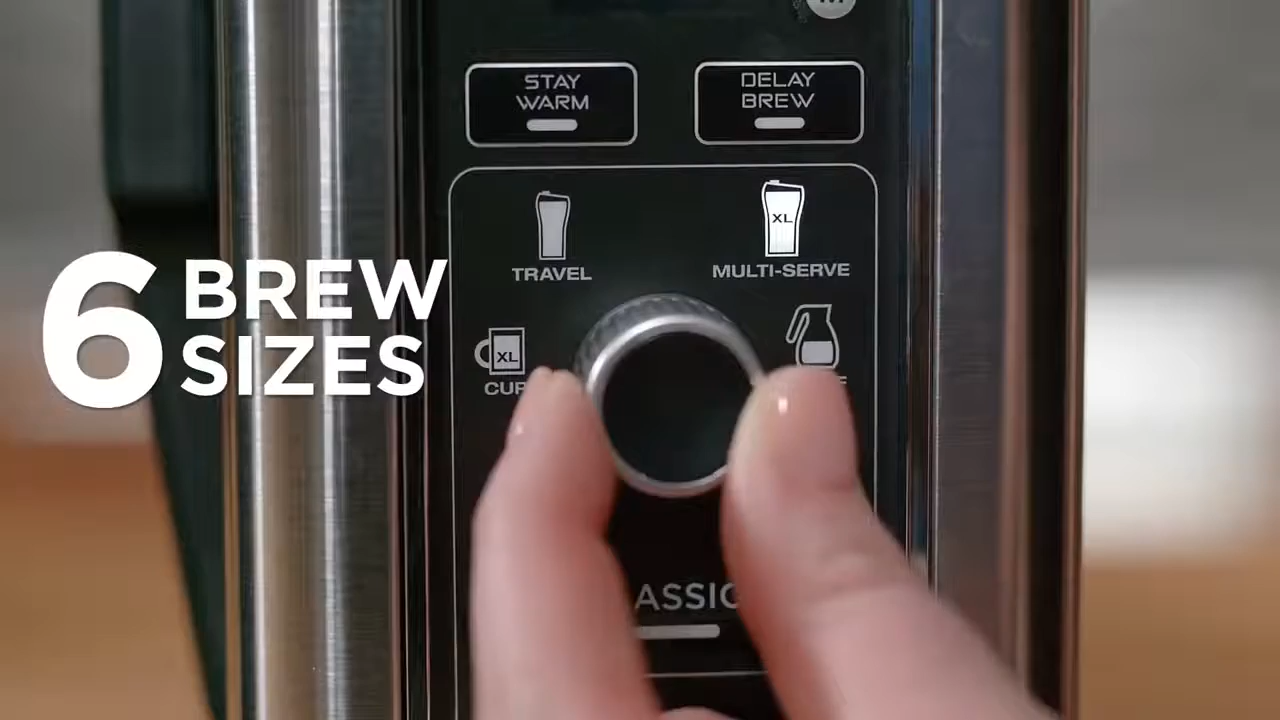 STAY
WARM
DELAY
BREW
XL
TRAVEL
MULTI-SERVE
6 BREW
SIZES
XL